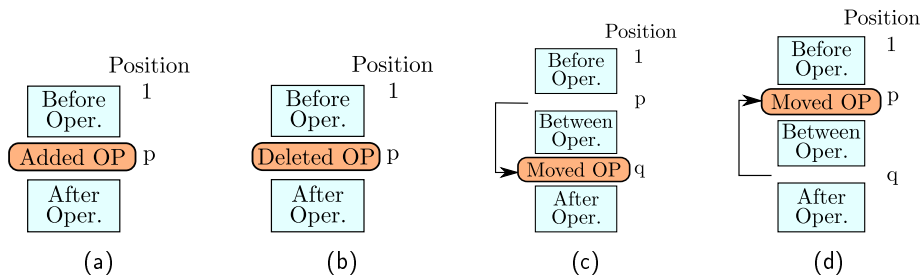 Position
1
Before
Oper.
Added OP
p
After
Oper.
(a)
Position
1
Before
Oper.
Deleted OP
p
After
Oper.
(b)
Position
1
Before
Oper.
p
Between
Oper.
Moved OP
q
After
Oper.
(c)
Position
1
Before
Oper.
Moved OP
p
Between
Oper.
q
After
Oper.
(d)